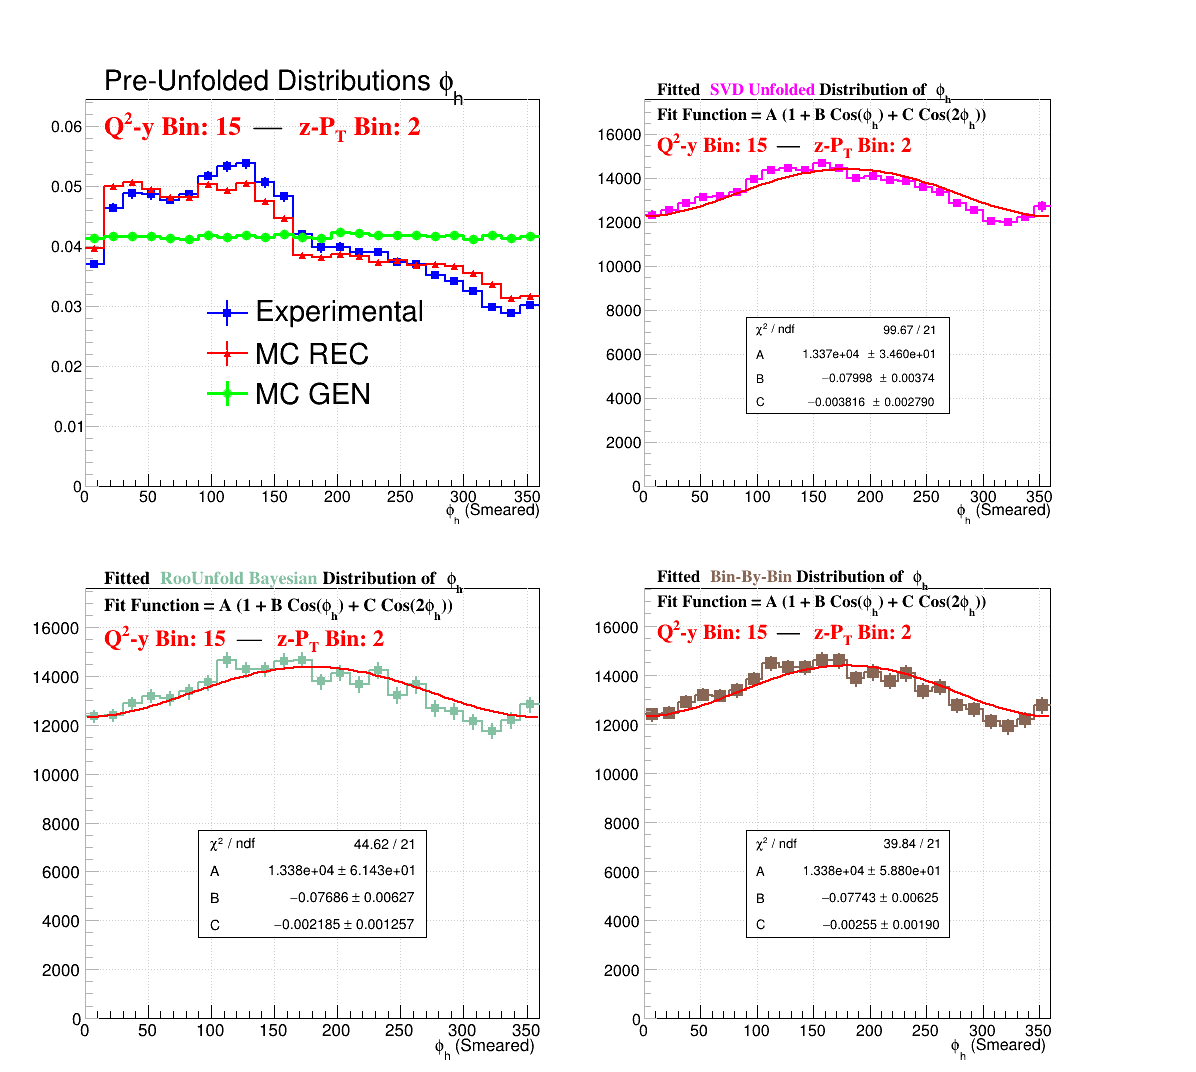 Pre-Unfolded Distributions ϕh
Q²-y Bin: 15 — z-PT Bin: 2
0.06
0.05
0.04
0.03
0.02
0.01
0
Experimental
MC REC
MC GEN
0 50 100 150 200 250 300 350
ϕh (Smeared)
Fitted SVD Unfolded Distribution of ϕh
Fit Function = A (1 + B Cos(ϕh) + C Cos(2ϕh))
Q²-y Bin: 15 — z-PT Bin: 2
16000
14000
12000
10000
8000
6000
4000
2000
0
χ² / ndf 99.67 / 21
A 1.337e+04 ± 3.460e+01
B −0.07998 ± 0.00374
C −0.003816 ± 0.002790
0 50 100 150 200 250 300 350
ϕh (Smeared)
Fitted RooUnfold Bayesian Distribution of ϕh
Fit Function = A (1 + B Cos(ϕh) + C Cos(2ϕh))
Q²-y Bin: 15 — z-PT Bin: 2
16000
14000
12000
10000
8000
6000
4000
2000
0
χ² / ndf 44.62 / 21
A 1.338e+04 ± 6.143e+01
B −0.07686 ± 0.00627
C −0.002185 ± 0.001257
0 50 100 150 200 250 300 350
ϕh (Smeared)
Fitted Bin-By-Bin Distribution of ϕh
Fit Function = A (1 + B Cos(ϕh) + C Cos(2ϕh))
Q²-y Bin: 15 — z-PT Bin: 2
16000
14000
12000
10000
8000
6000
4000
2000
0
χ² / ndf 39.84 / 21
A 1.338e+04 ± 5.880e+01
B −0.07743 ± 0.00625
C −0.00255 ± 0.00190
0 50 100 150 200 250 300 350
ϕh (Smeared)